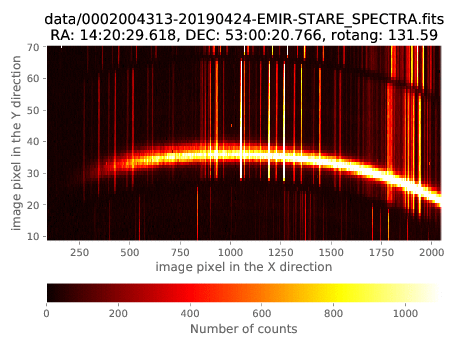 data/0002004313-20190424-EMIR-STARE_SPECTRA.fits
RA: 14:20:29.618, DEC: 53:00:20.766, rotang: 131.59
image pixel in the Y direction
70
60
50
40
30
20
10
250 500 750 1000 1250 1500 1750 2000
image pixel in the X direction
0 200 400 600 800 1000
Number of counts